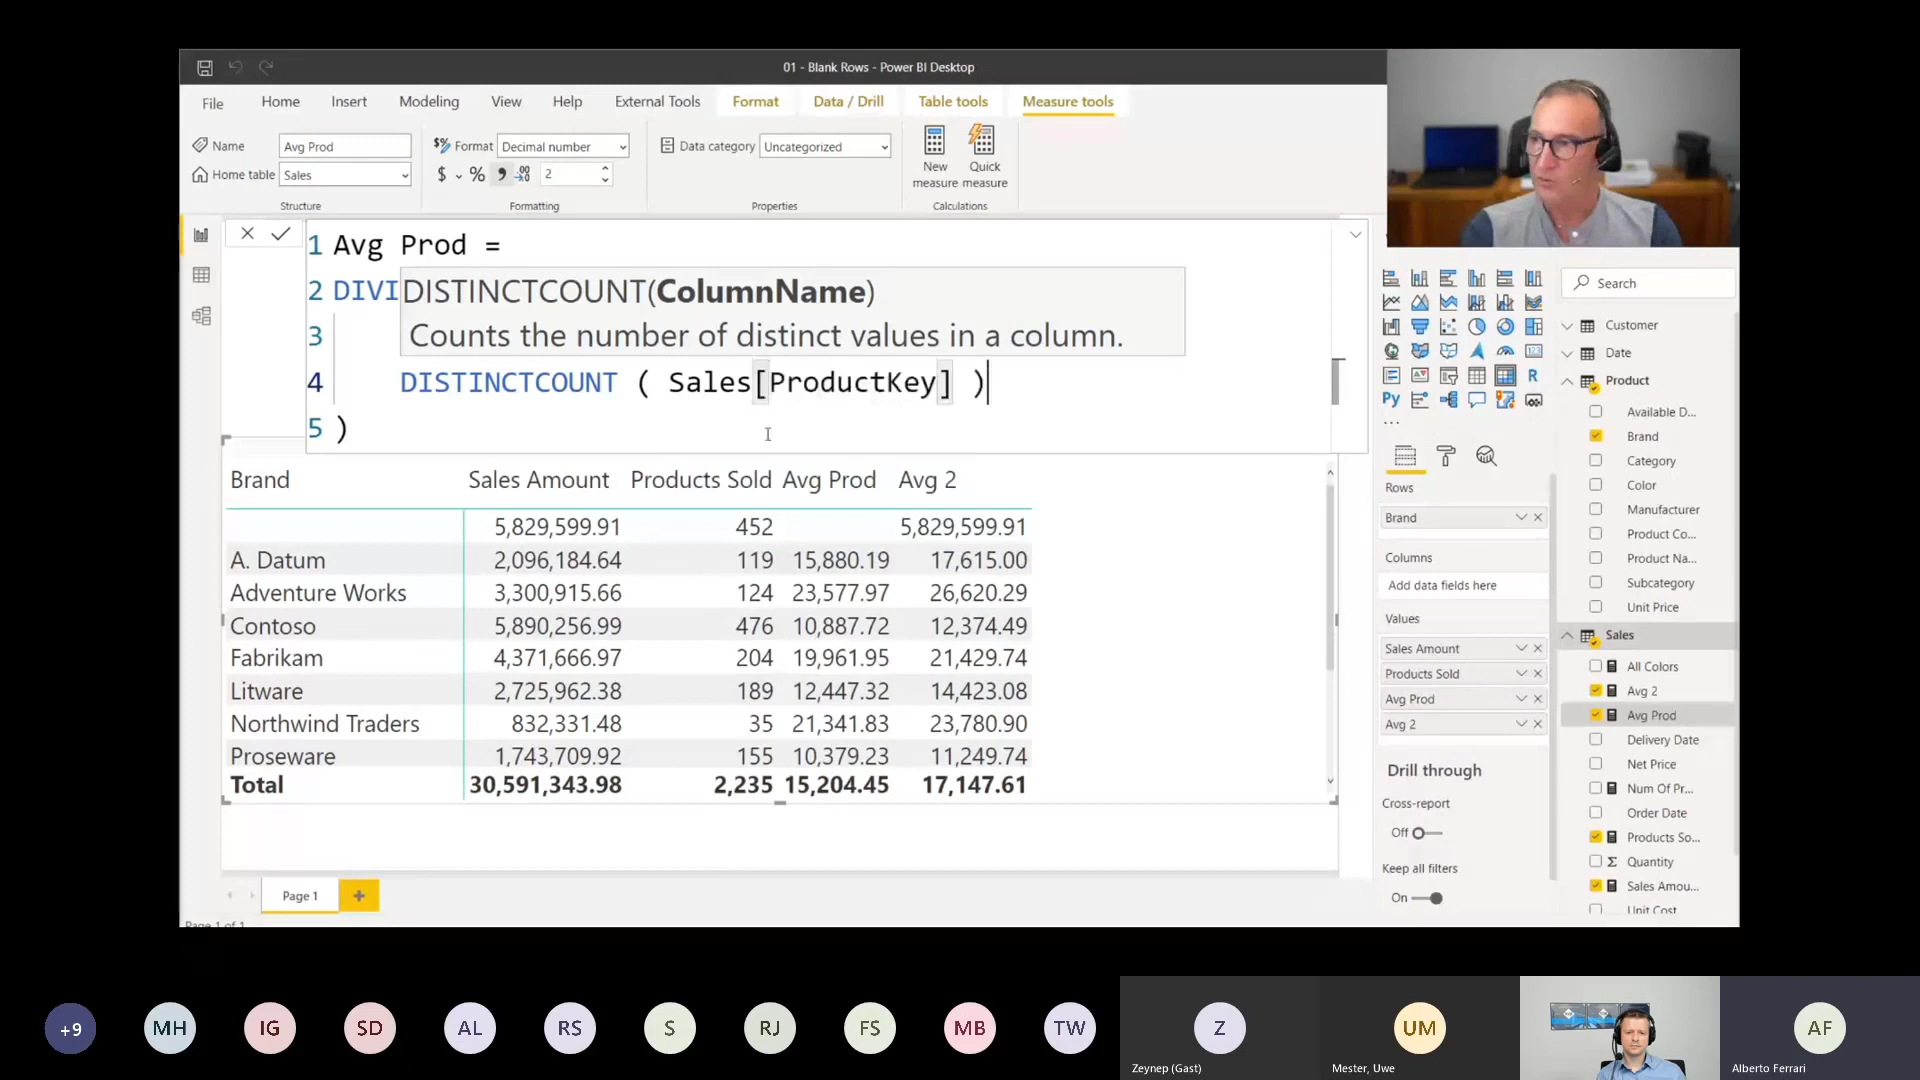 01 - Blank Rows - Power BI Desktop
File Home Insert Modeling View Help External Tools Format Data / Drill Table tools Measure tools
Name Avg Prod
Home table Sales
Structure
Format Decimal number
$ % 2
Formatting
Data category Uncategorized
Properties
New measure
Quick measure
Calculations
1 Avg Prod =
2 DIVI
DISTINCTCOUNT(ColumnName)
Counts the number of distinct values in a column.
3
4 DISTINCTCOUNT ( Sales[ProductKey] )
5 )
Brand Sales Amount Products Sold Avg Prod Avg 2
5,829,599.91 452 5,829,599.91
A. Datum 2,096,184.64 119 15,880.19 17,615.00
Adventure Works 3,300,915.66 124 23,577.97 26,620.29
Contoso 5,890,256.99 476 10,887.72 12,374.49
Fabrikam 4,371,666.97 204 19,961.95 21,429.74
Litware 2,725,962.38 189 12,447.32 14,423.08
Northwind Traders 832,331.48 35 21,341.83 23,780.90
Proseware 1,743,709.92 155 10,379.23 11,249.74
Total 30,591,343.98 2,235 15,204.45 17,147.61
Page 1
Page 1 of 1
R
Py
...
Rows
Brand
Columns
Add data fields here
Values
Sales Amount
Products Sold
Avg Prod
Avg 2
Drill through
Cross-report
Off
Keep all filters
On
Search
Customer
Date
Product
Available D...
Brand
Category
Color
Manufacturer
Product Co...
Product Na...
Subcategory
Unit Price
Sales
All Colors
Avg 2
Avg Prod
Delivery Date
Net Price
Num Of Pr...
Order Date
Products So...
Σ Quantity
Sales Amou...
Unit Cost
+9 MH IG SD AL RS S RJ FS MB TW Z UM AF
Zeynep (Gast)
Mester, Uwe
Alberto Ferrari